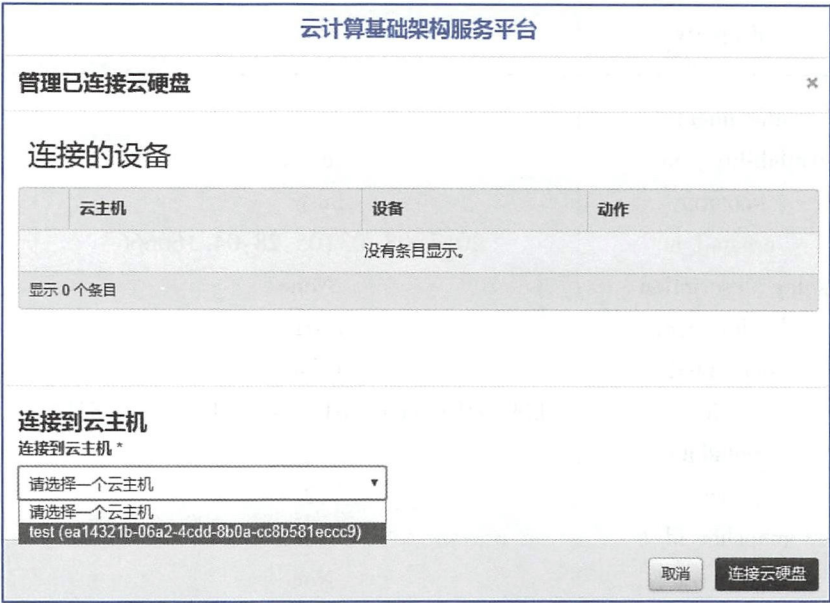 云计算基础架构服务平台
管理已连接云硬盘
×
连接的设备
云主机 设备 动作
没有条目显示。
显示 0 个条目
连接到云主机
连接到云主机 *
请选择一个云主机
请选择一个云主机
test (ea14321b-06a2-4cdd-8b0a-cc8b581eccc9)
取消 连接云硬盘